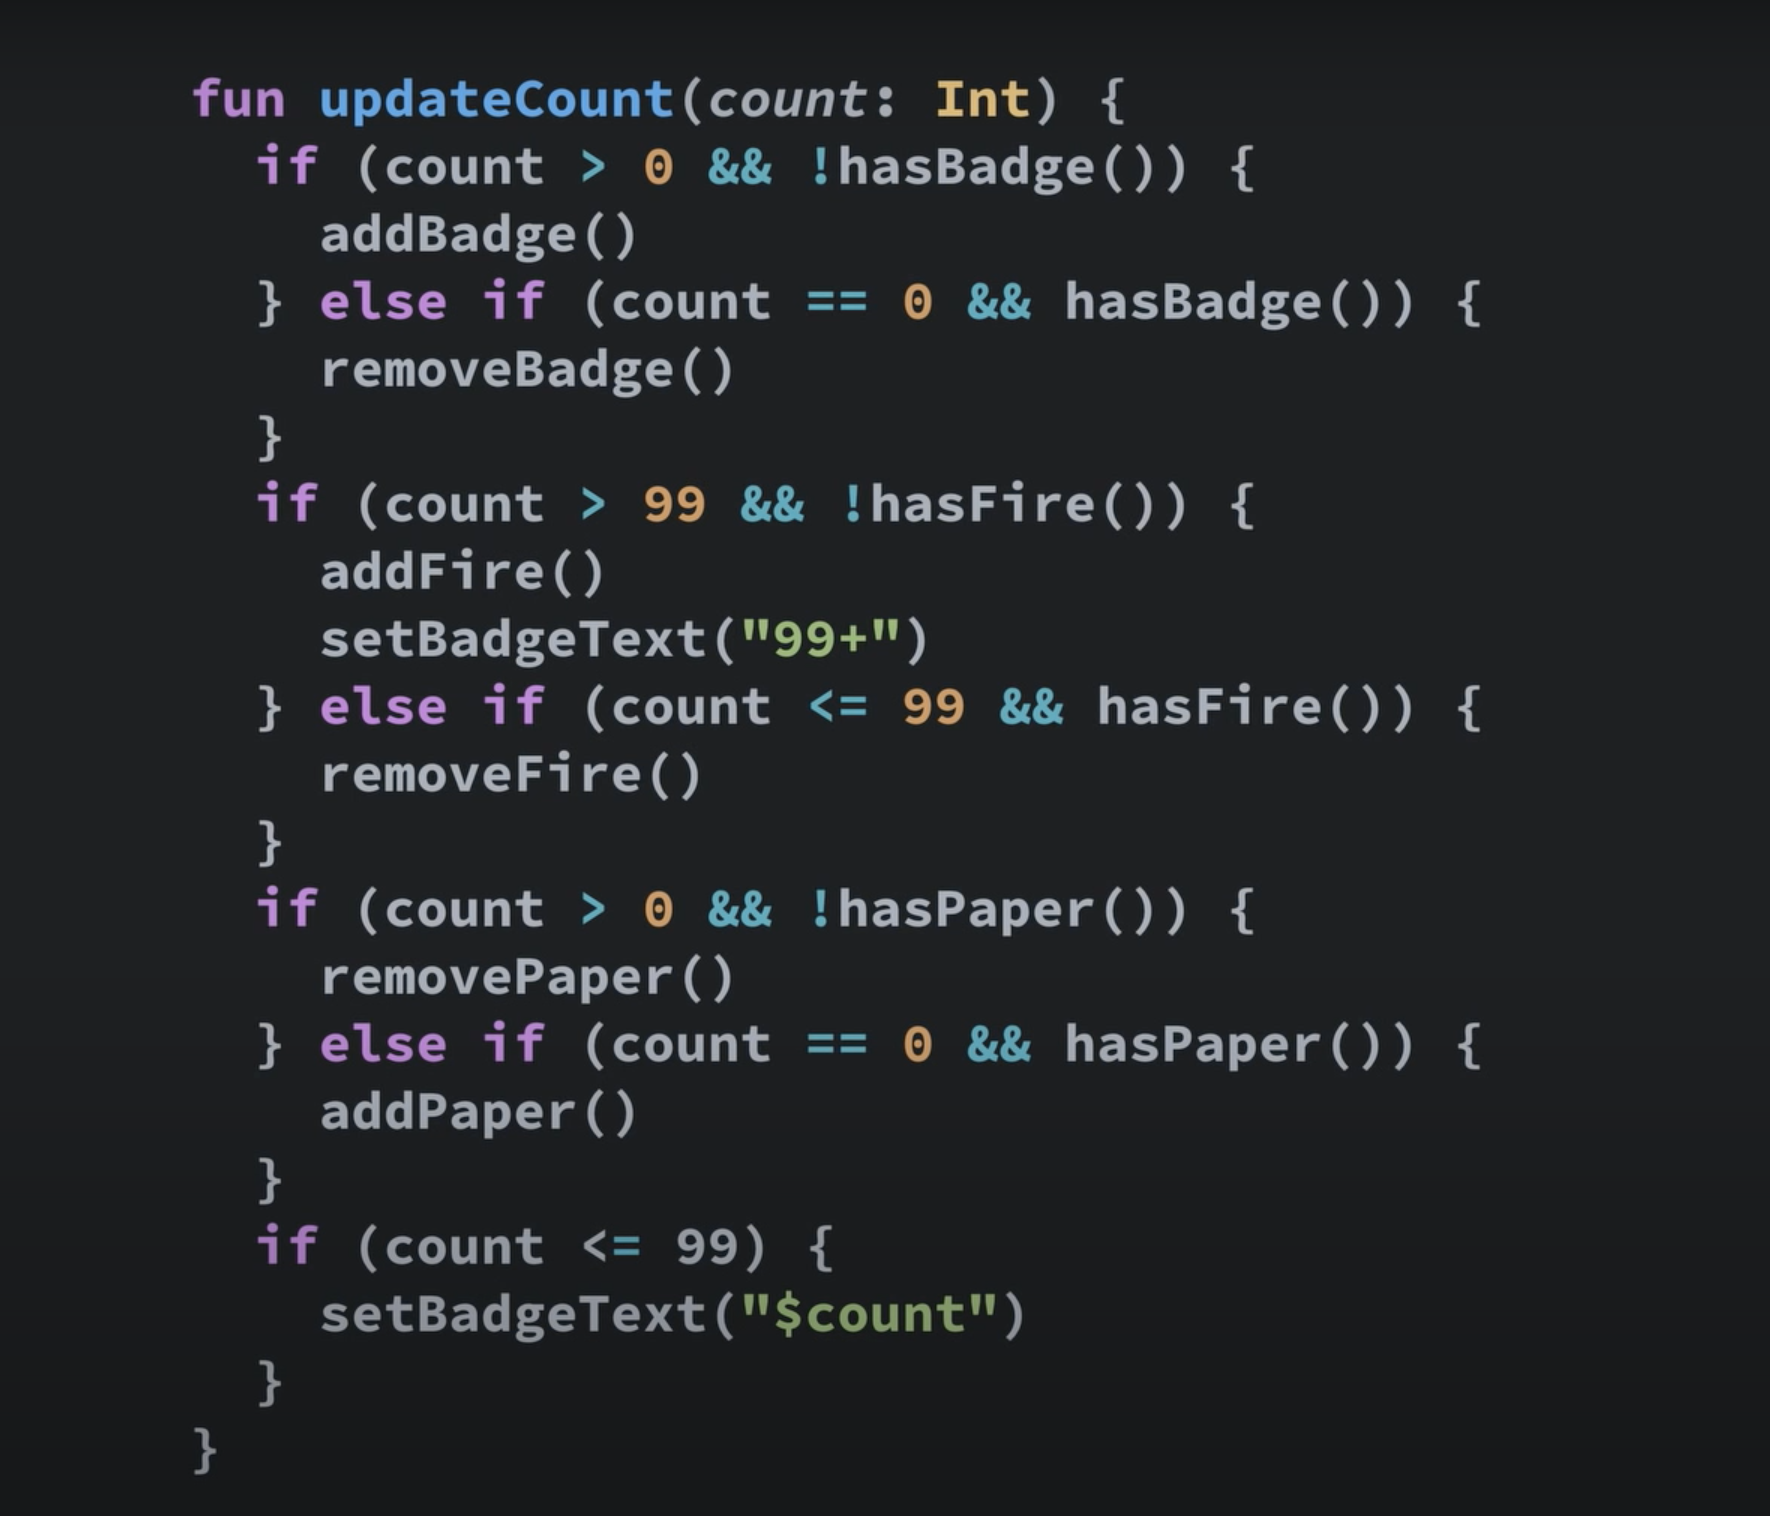 fun updateCount(count: Int) {
  if (count > 0 && !hasBadge()) {
    addBadge()
  } else if (count == 0 && hasBadge()) {
    removeBadge()
  }
  if (count > 99 && !hasFire()) {
    addFire()
    setBadgeText("99+")
  } else if (count <= 99 && hasFire()) {
    removeFire()
  }
  if (count > 0 && !hasPaper()) {
    removePaper()
  } else if (count == 0 && hasPaper()) {
    addPaper()
  }
  if (count <= 99) {
    setBadgeText("$count")
  }
}